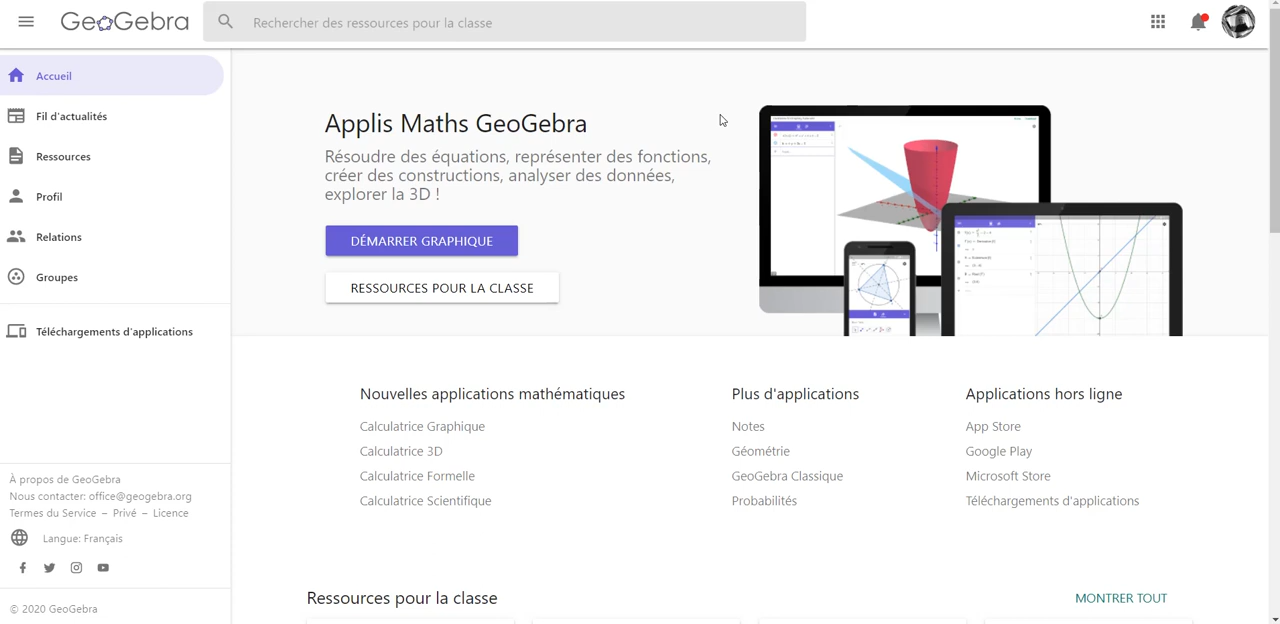 GeoGebra
Rechercher des ressources pour la classe
Accueil
Fil d'actualités
Ressources
Profil
Relations
Groupes
Téléchargements d'applications
À propos de GeoGebra
Nous contacter: office@geogebra.org
Termes du Service – Privé – Licence
Langue: Français
© 2020 GeoGebra
Applis Maths GeoGebra
Résoudre des équations, représenter des fonctions,
créer des constructions, analyser des données,
explorer la 3D !
DÉMARRER GRAPHIQUE
RESSOURCES POUR LA CLASSE
Nouvelles applications mathématiques
Calculatrice Graphique
Calculatrice 3D
Calculatrice Formelle
Calculatrice Scientifique
Plus d'applications
Notes
Géométrie
GeoGebra Classique
Probabilités
Applications hors ligne
App Store
Google Play
Microsoft Store
Téléchargements d'applications
Ressources pour la classe
MONTRER TOUT